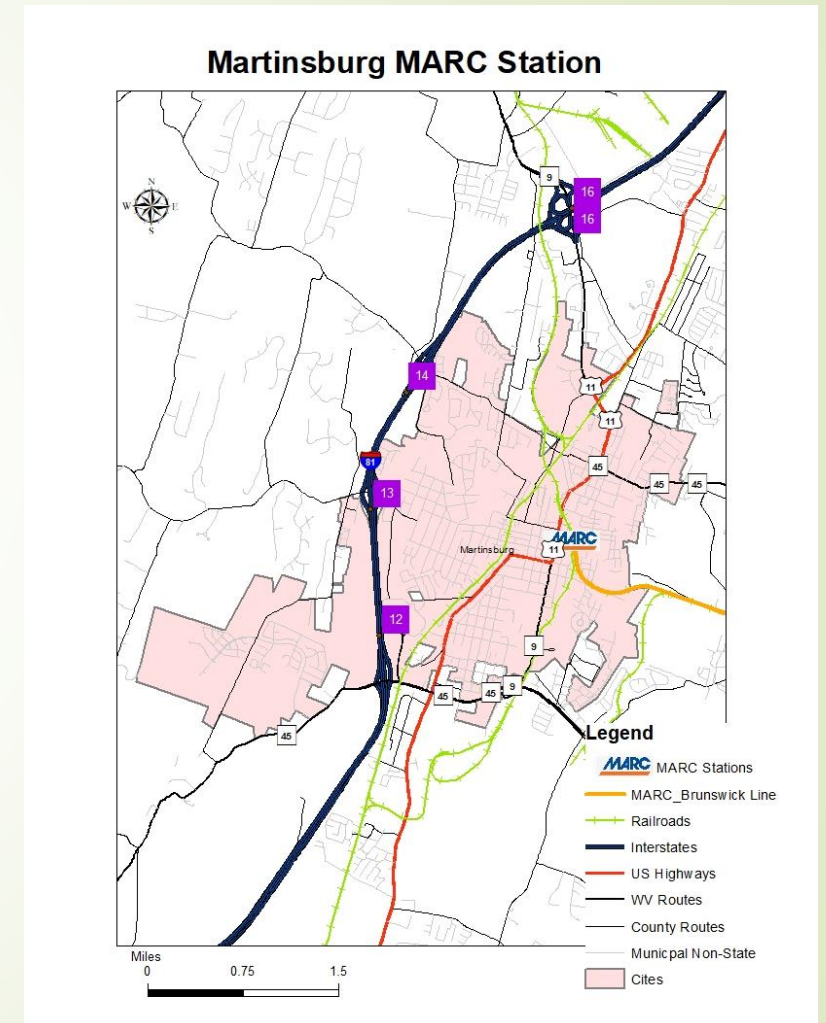 Martinsburg MARC Station
N
W E
S
9
16
16
14
11
11
81
45
45
45
13
MARC
11
Martinsburg
12
9
9
45
45
45
Legend
MARC MARC Stations
MARC_Brunswick Line
Railroads
Interstates
US Highways
WV Routes
County Routes
Municpal Non-State
Cites
Miles
0 0.75 1.5